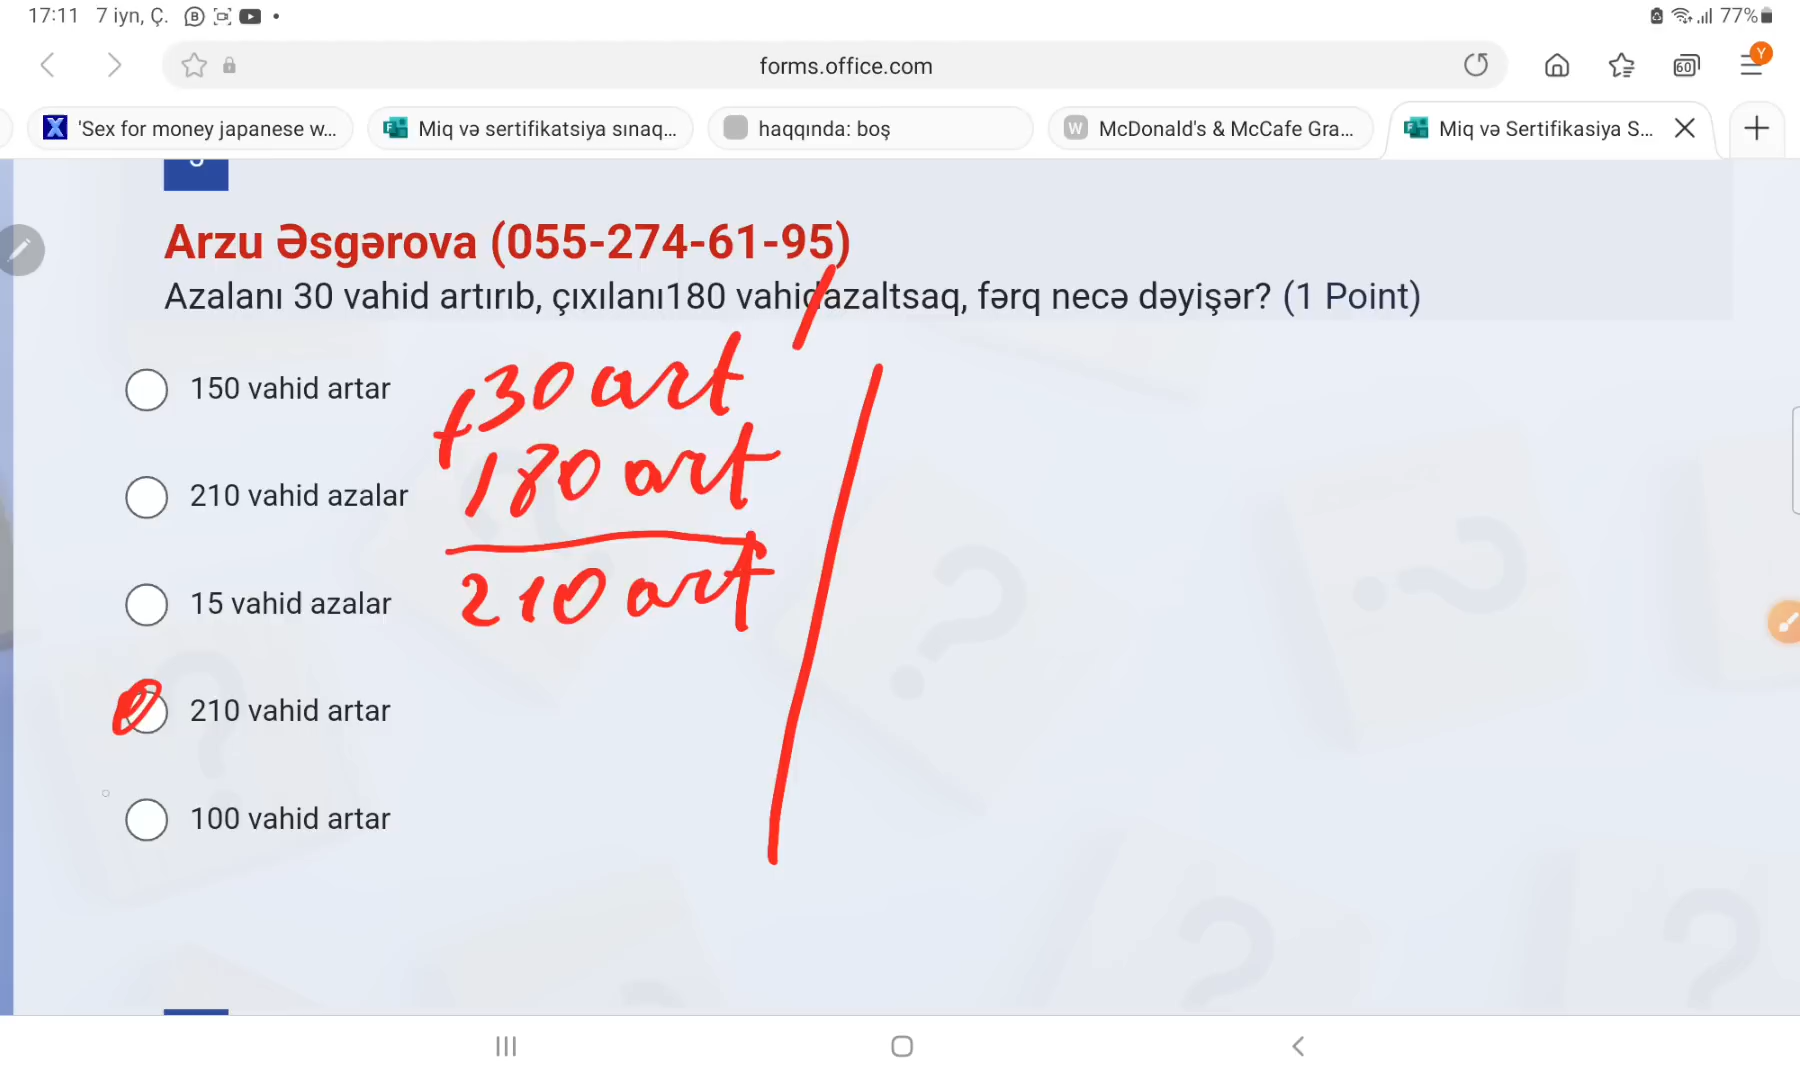 17:11 7 iyn, Ç. 77%
forms.office.com
60 Y
'Sex for money japanese w... Miq və sertifikatsiya sınaq... haqqında: boş W McDonald's & McCafe Gra... Miq və Sertifikasiya S...
Arzu Əsgərova (055-274-61-95)
Azalanı 30 vahid artırıb, çıxılanı180 vahidazaltsaq, fərq necə dəyişər? (1 Point)
150 vahid artar
210 vahid azalar
15 vahid azalar
210 vahid artar
100 vahid artar
+30 art
180 art
210 art